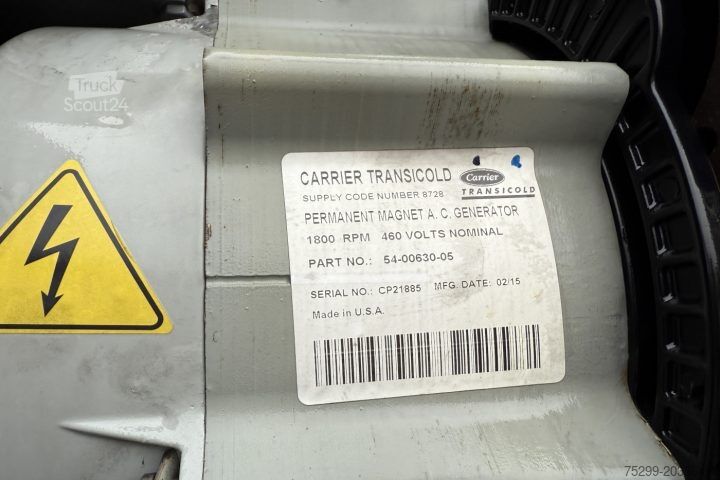 Truck
Scout24
CARRIER TRANSICOLD
Carrier
TRANSICOLD
SUPPLY CODE NUMBER 8728
PERMANENT MAGNET A. C. GENERATOR
1800 RPM 460 VOLTS NOMINAL
PART NO.: 54-00630-05
SERIAL NO.: CP21885 MFG. DATE: 02/15
Made in U.S.A.